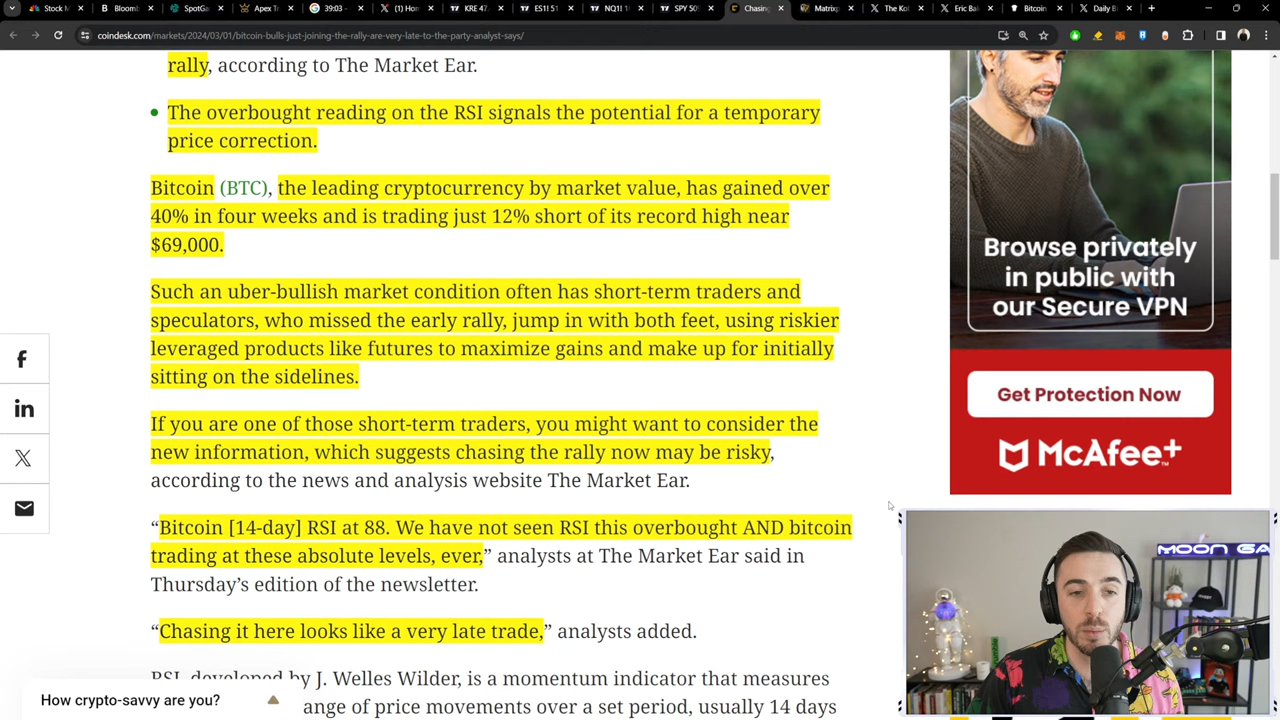 Stock M
Bloomb
SpotGa
Apex Tr
39:03 -
(1) Hon
KRE 47.
ES1! 51
NQ1! 1
SPY 50
Chasing
Matrixp
The Kol
Eric Bal
Bitcoin
Daily Bi
coindesk.com/markets/2024/03/01/bitcoin-bulls-just-joining-the-rally-are-very-late-to-the-party-analyst-says/
rally, according to The Market Ear.
The overbought reading on the RSI signals the potential for a temporary
price correction.
Bitcoin (BTC), the leading cryptocurrency by market value, has gained over
40% in four weeks and is trading just 12% short of its record high near
$69,000.
Such an uber-bullish market condition often has short-term traders and
speculators, who missed the early rally, jump in with both feet, using riskier
leveraged products like futures to maximize gains and make up for initially
sitting on the sidelines.
If you are one of those short-term traders, you might want to consider the
new information, which suggests chasing the rally now may be risky,
according to the news and analysis website The Market Ear.
“Bitcoin [14-day] RSI at 88. We have not seen RSI this overbought AND bitcoin
trading at these absolute levels, ever,” analysts at The Market Ear said in
Thursday’s edition of the newsletter.
“Chasing it here looks like a very late trade,” analysts added.
RSI, developed by J. Welles Wilder, is a momentum indicator that measures
ange of price movements over a set period, usually 14 days
How crypto-savvy are you?
Browse privately
in public with
our Secure VPN
Get Protection Now
McAfee+
MOON GA